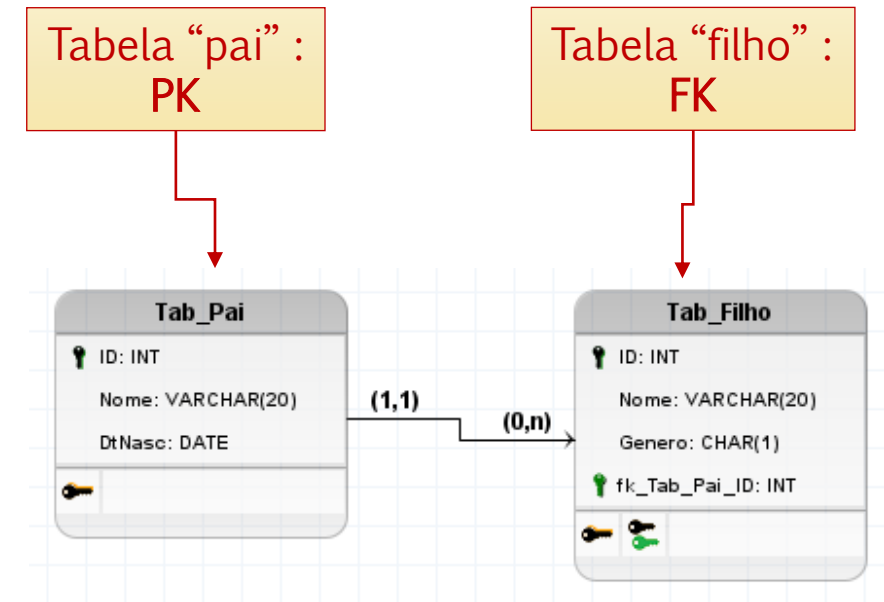 Tabela “pai” :
PK
Tabela “filho” :
FK
Tab_Pai
ID: INT
Nome: VARCHAR(20)
DtNasc: DATE
(1,1)
(0,n)
Tab_Filho
ID: INT
Nome: VARCHAR(20)
Genero: CHAR(1)
fk_Tab_Pai_ID: INT